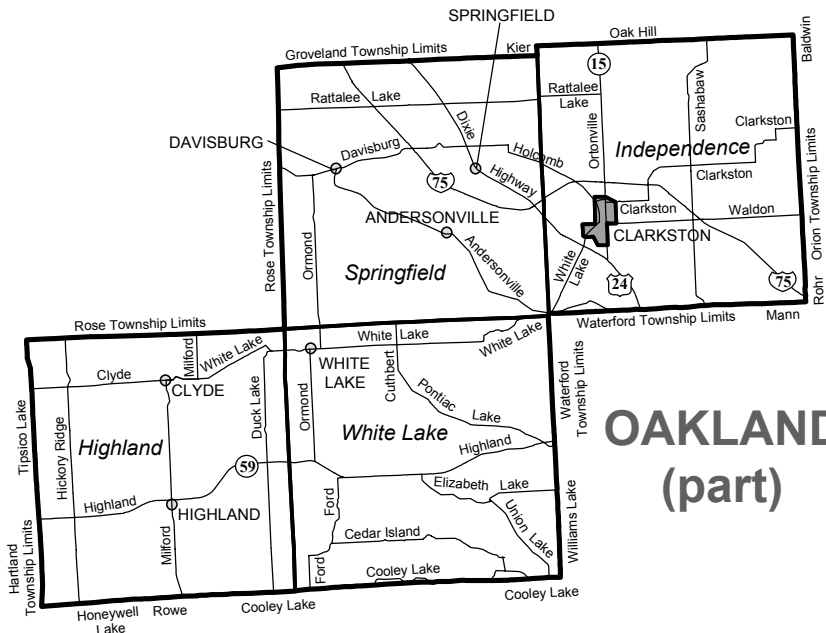 SPRINGFIELD
Groveland Township Limits
Kier
Oak Hill
Baldwin
15
Rattalee Lake
Rattalee
Lake
Dixie
Sashabaw
Clarkston
DAVISBURG
Davisburg
Holcomb
Ortonville
Independence
Rose Township Limits
75
Highway
Clarkston
Orion Township Limits
ANDERSONVILLE
Clarkston
Waldon
CLARKSTON
Ormond
Springfield
Andersonville
White
Lake
24
75
Rohr
Rose Township Limits
Waterford Township Limits
Mann
Milford
White Lake
White Lake
White Lake
Clyde
CLYDE
Duck Lake
WHITE
LAKE
Ormond
Cuthbert
Waterford
Township Limits
Tipsico Lake
Hickory Ridge
Highland
Pontiac
Lake
White Lake
Highland
OAKLAND
(part)
59
Highland
HIGHLAND
Elizabeth Lake
Union Lake
Williams Lake
Ford
Hartland
Township Limits
Milford
Cedar Island
Ford
Cooley Lake
Honeywell
Lake
Rowe
Cooley Lake
Cooley Lake